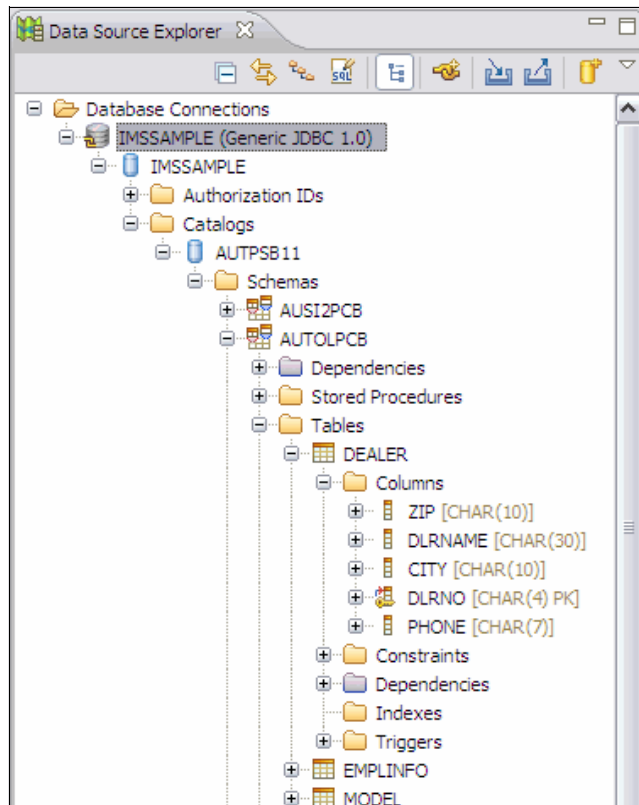 Data Source Explorer
SQL
Database Connections
IMSSAMPLE (Generic JDBC 1.0)
IMSSAMPLE
Authorization IDs
Catalogs
AUTPSB11
Schemas
AUSI2PCB
AUTOLPCB
Dependencies
Stored Procedures
Tables
DEALER
Columns
ZIP [CHAR(10)]
DLRNAME [CHAR(30)]
CITY [CHAR(10)]
DLRNO [CHAR(4) PK]
PHONE [CHAR(7)]
Constraints
Dependencies
Indexes
Triggers
EMPLINFO
MODEL